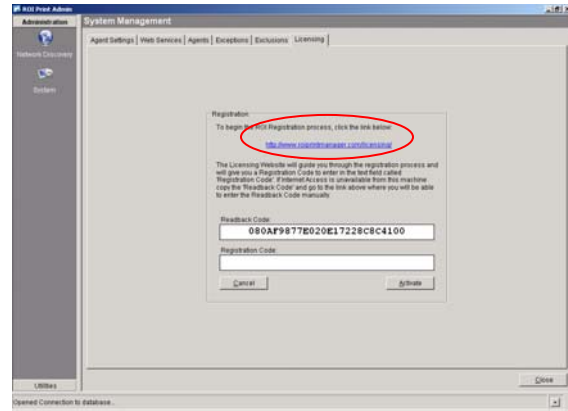 ROI Print Admin
Administration
System Management
Agent Settings | Web Services | Agents | Exceptions | Exclusions | Licensing
Network Discovery
System
Registration
To begin the ROI Registration process, click the link below:
http://www.roiprintmanager.com/licensing/
The Licensing Website will guide you through the registration process and
will give you a Registration Code to enter in the text field called
'Registration Code'. If Internet Access is unavailable from this machine
copy the 'Readback Code' and go to the link above where you will be able
to enter the Readback Code manually.
Readback Code:
080AF9877E020E17228C8C4100
Registration Code:
Cancel
Activate
Close
Utilities
Opened Connection to database...